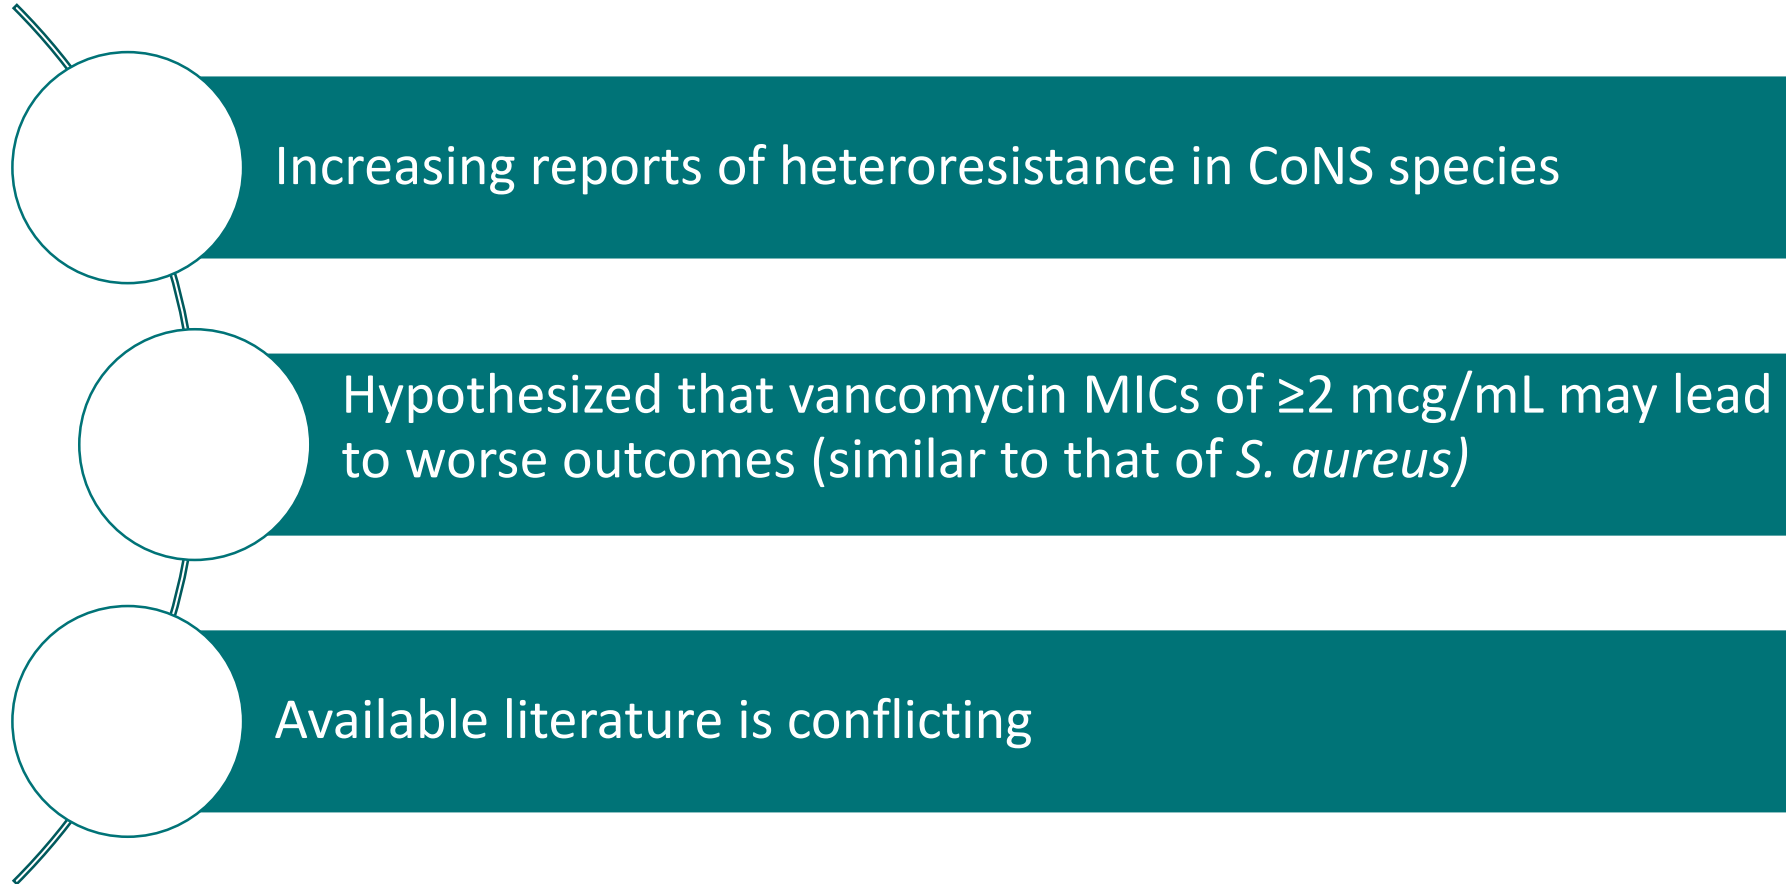 Increasing reports of heteroresistance in CoNS species
Hypothesized that vancomycin MICs of ≥2 mcg/mL may lead
to worse outcomes (similar to that of S. aureus)
Available literature is conflicting